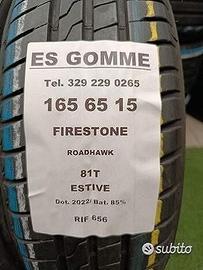 ES GOMME
Tel. 329 229 0265
165 65 15
FIRESTONE
ROADHAWK
81T
ESTIVE
Dot. 2022/ Bat. 85%
RIF 656
subito